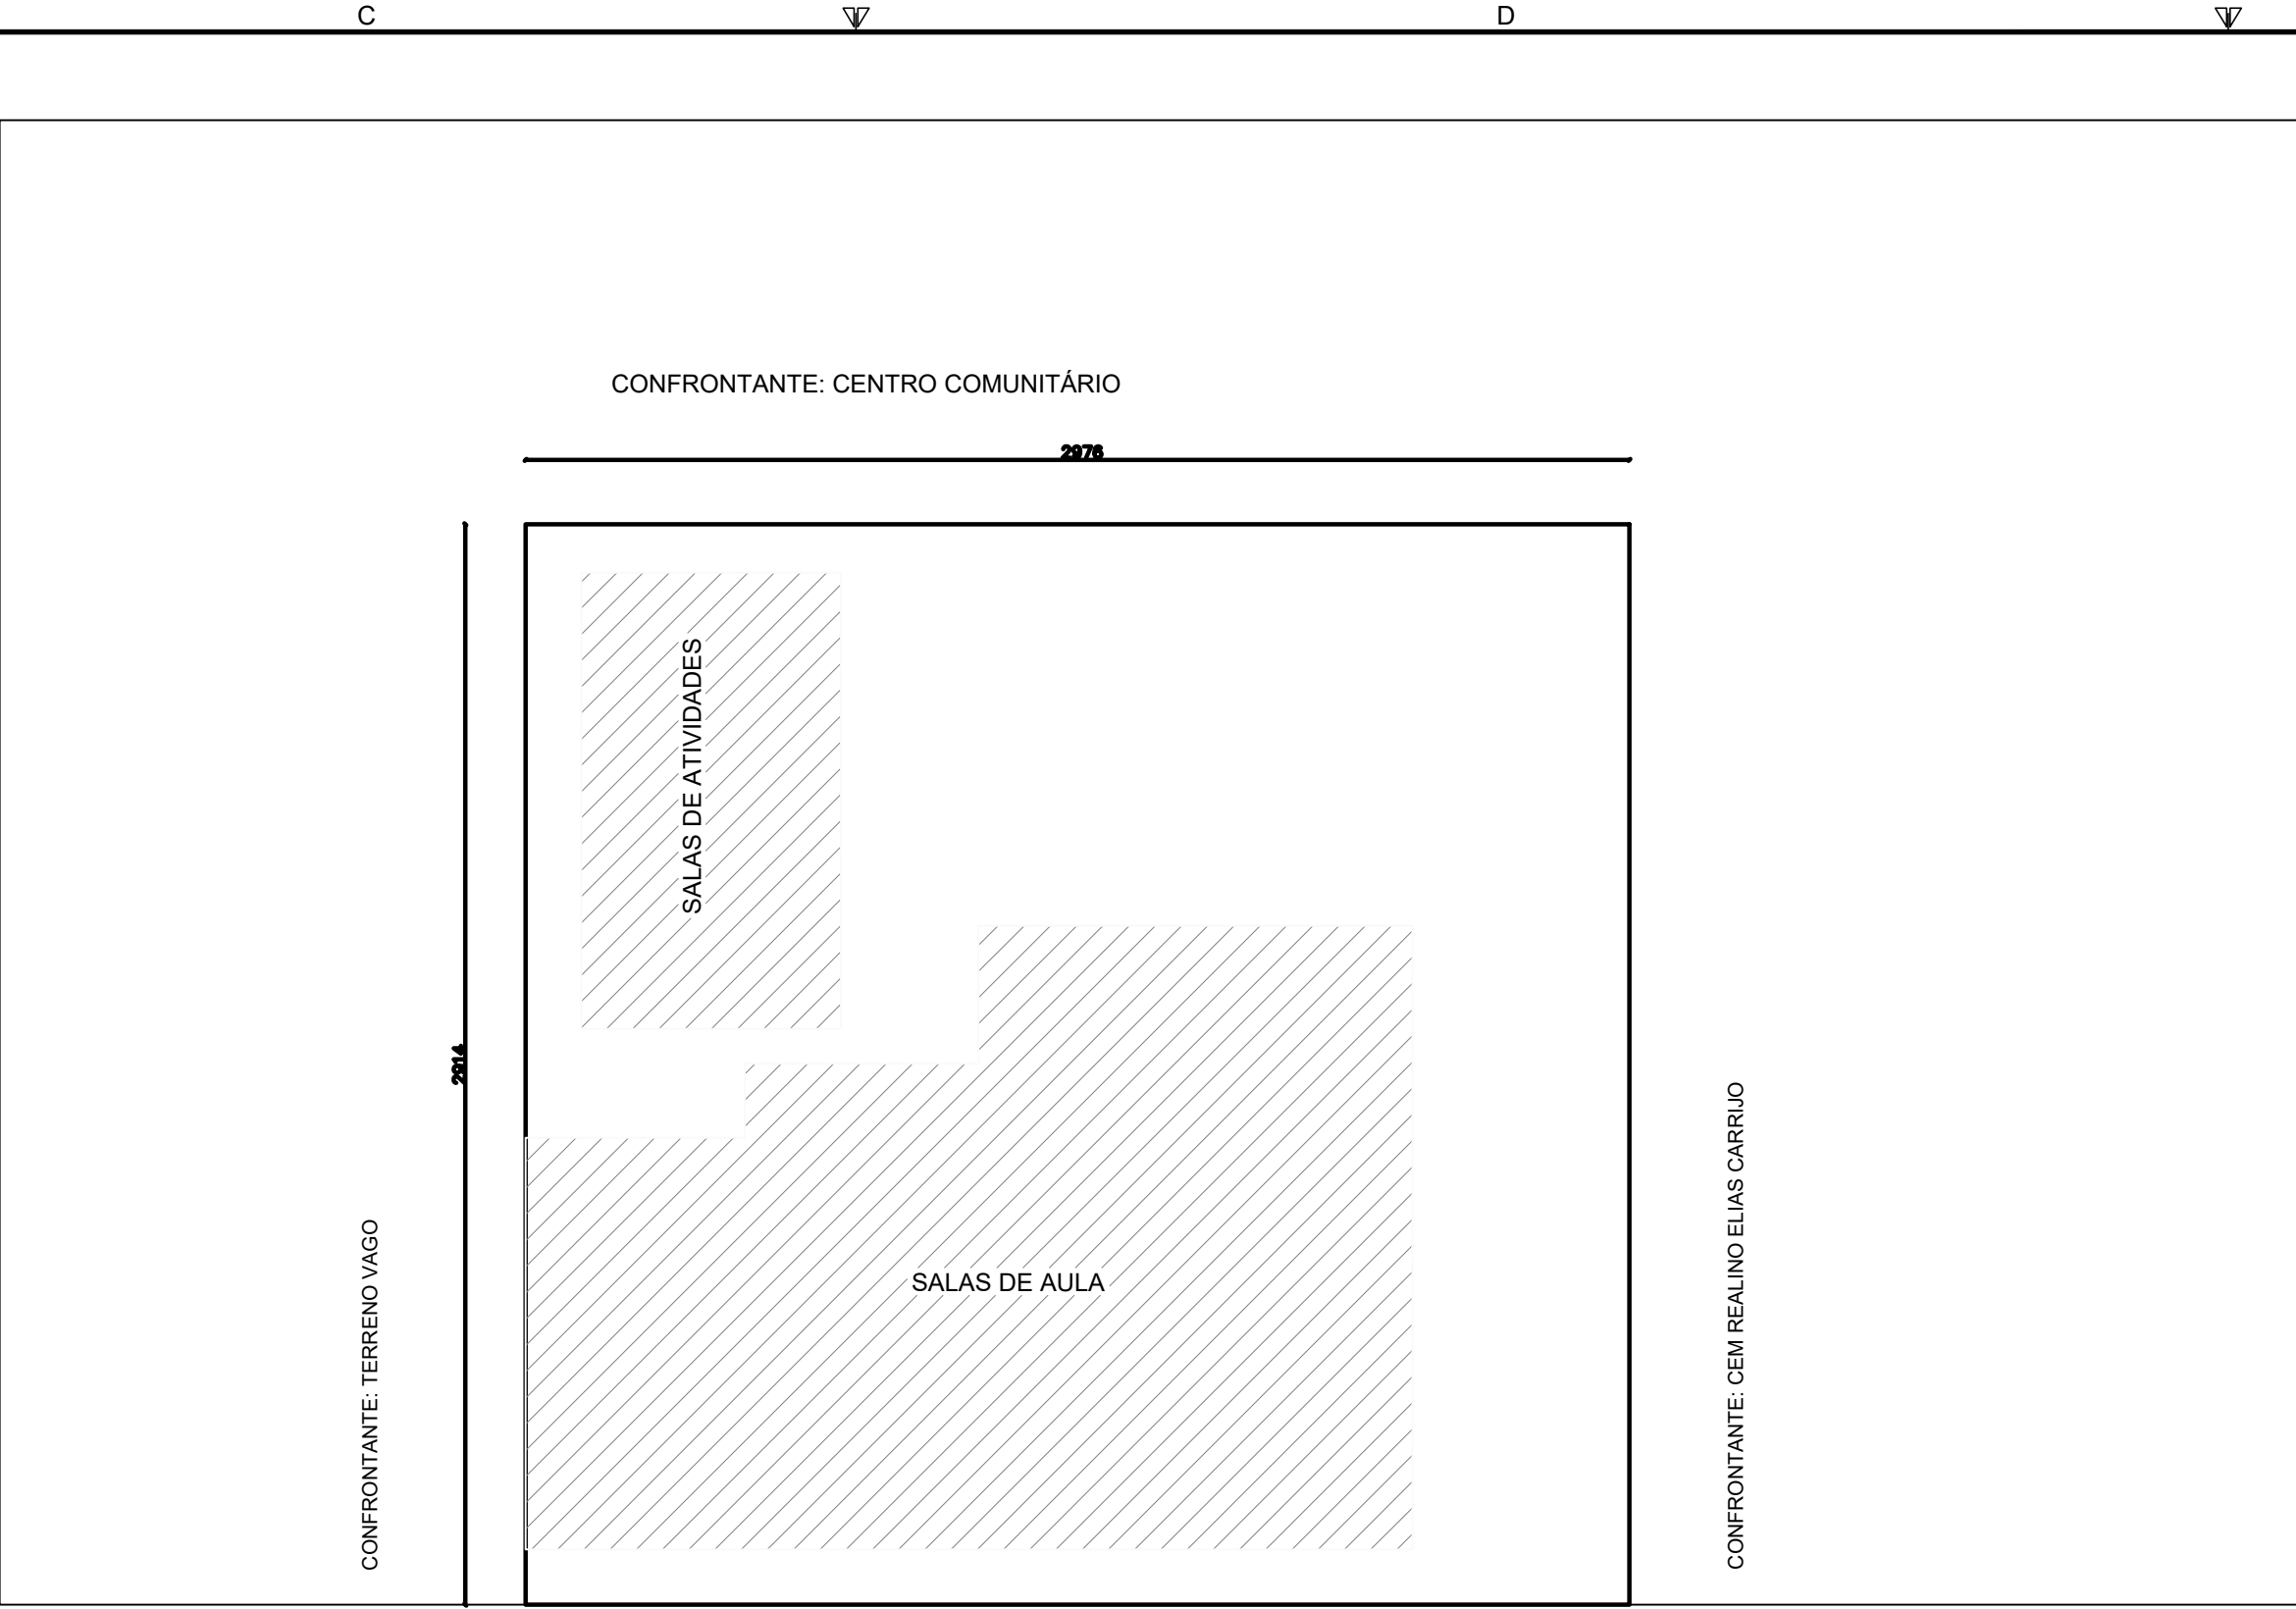 C
D
CONFRONTANTE: CENTRO COMUNITÁRIO
2976
SALAS DE ATIVIDADES
2914
CONFRONTANTE: TERRENO VAGO
SALAS DE AULA
CONFRONTANTE: CEM REALINO ELIAS CARRIJO